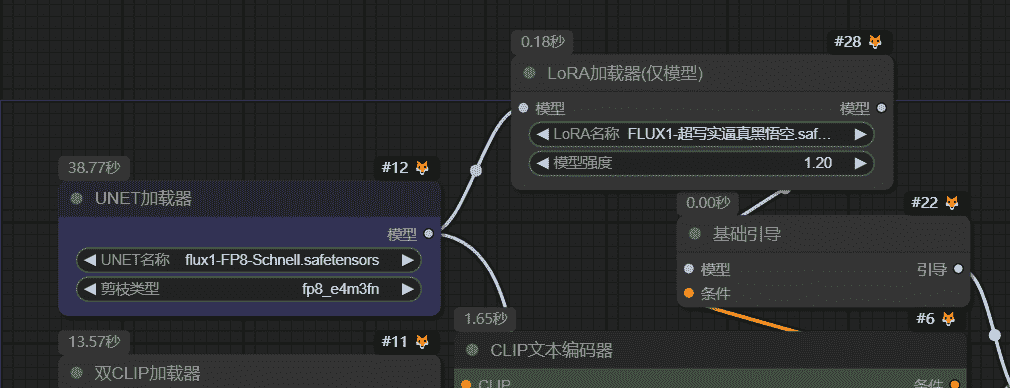 0.18秒 #28
LoRA加载器(仅模型)
模型 模型
LoRA名称 FLUX1-超写实逼真黑悟空.saf...
模型强度 1.20
38.77秒 #12
UNET加载器
模型
UNET名称 flux1-FP8-Schnell.safetensors
剪枝类型 fp8_e4m3fn
0.00秒 #22
基础引导
模型 引导
条件
1.65秒 #6
CLIP文本编码器
CLIP 条件
13.57秒 #11
双CLIP加载器